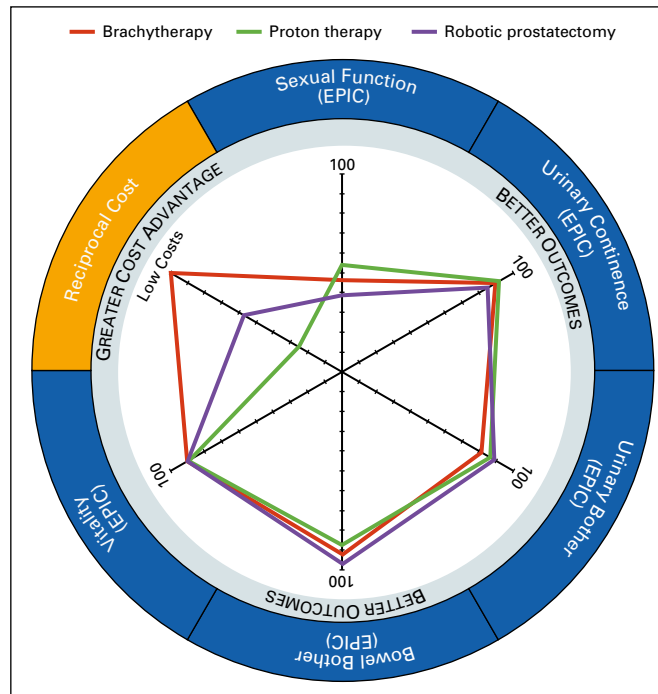 Brachytherapy
Proton therapy
Robotic prostatectomy
Sexual Function
(EPIC)
Urinary Continence
(EPIC)
Urinary Bother
(EPIC)
Bowel Bother
(EPIC)
Vitality
(EPIC)
Reciprocal Cost
GREATER COST ADVANTAGE
BETTER OUTCOMES
BETTER OUTCOMES
100
100
100
100
100
Low Costs